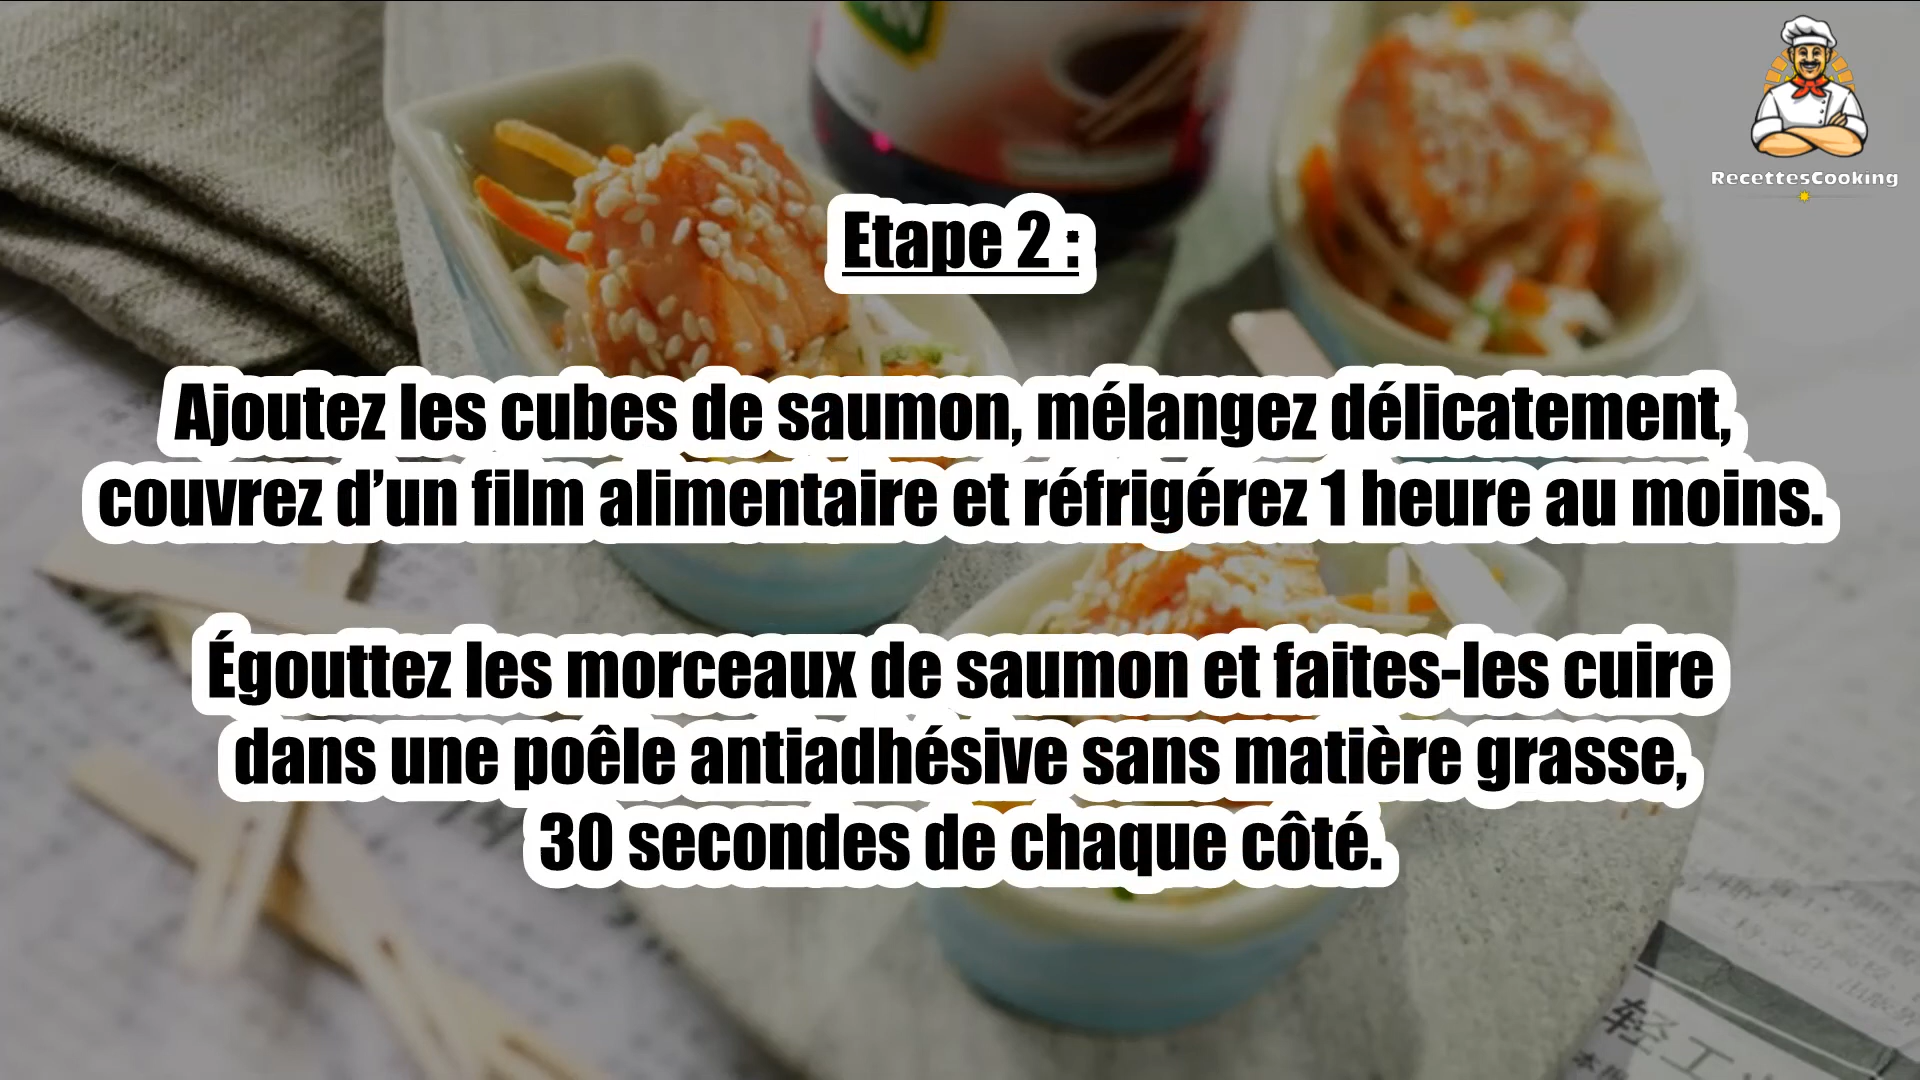 RecettesCooking
Etape 2 :
Ajoutez les cubes de saumon, mélangez délicatement,
couvrez d’un film alimentaire et réfrigérez 1 heure au moins.
Égouttez les morceaux de saumon et faites-les cuire
dans une poêle antiadhésive sans matière grasse,
30 secondes de chaque côté.
轻工